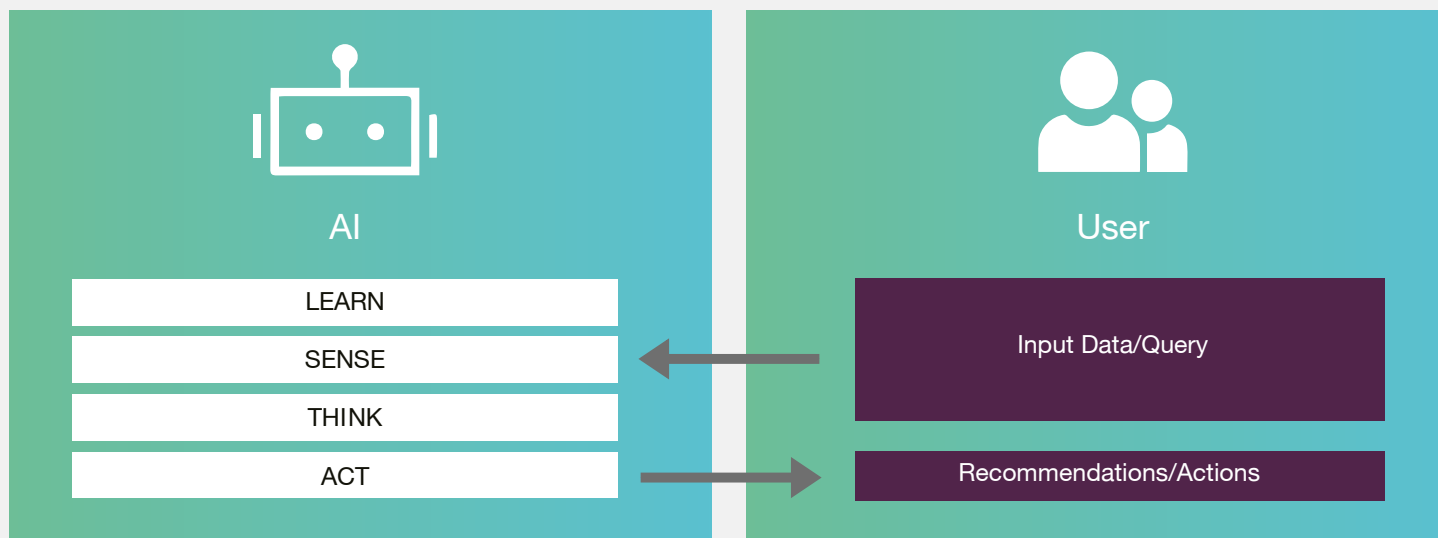 AI
LEARN
SENSE
THINK
ACT
User
Input Data/Query
Recommendations/Actions